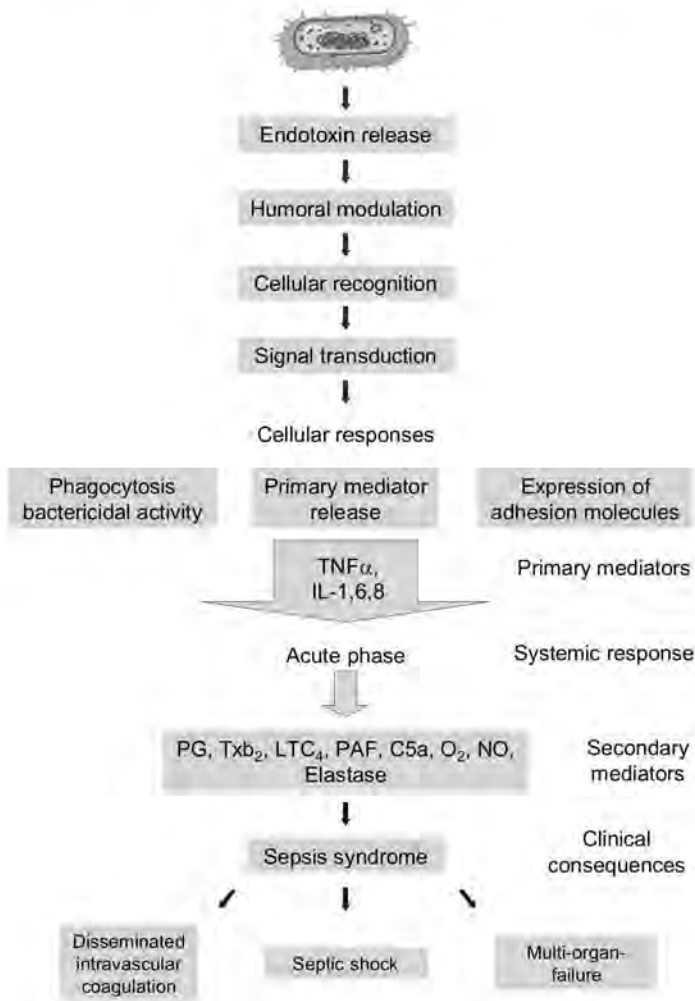 Endotoxin release
Humoral modulation
Cellular recognition
Signal transduction
Cellular responses
Phagocytosis
bactericidal activity
Primary mediator
release
Expression of
adhesion molecules
TNFα,
IL-1,6,8
Primary mediators
Acute phase
Systemic response
PG, Txb₂, LTC₄, PAF, C5a, O₂, NO,
Elastase
Secondary
mediators
Sepsis syndrome
Clinical
consequences
Disseminated
intravascular
coagulation
Septic shock
Multi-organ-
failure